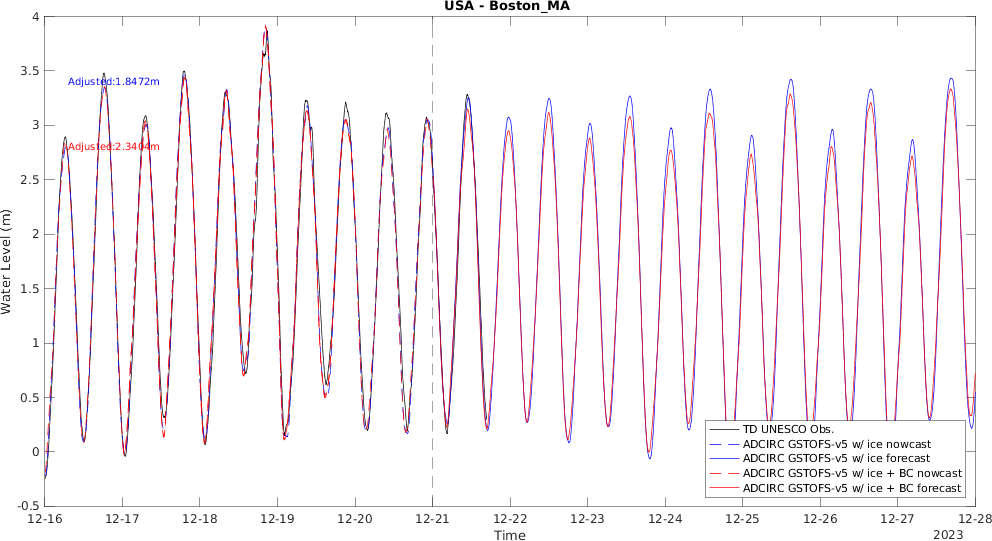 USA - Boston_MA
4
3.5
3
2.5
2
1.5
1
0.5
0
-0.5
Water Level (m)
Adjusted:1.8472m
Adjusted:2.3404m
TD UNESCO Obs.
ADCIRC GSTOFS-v5 w/ ice nowcast
ADCIRC GSTOFS-v5 w/ ice forecast
ADCIRC GSTOFS-v5 w/ ice + BC nowcast
ADCIRC GSTOFS-v5 w/ ice + BC forecast
12-16 12-17 12-18 12-19 12-20 12-21 12-22 12-23 12-24 12-25 12-26 12-27 12-28
Time
2023